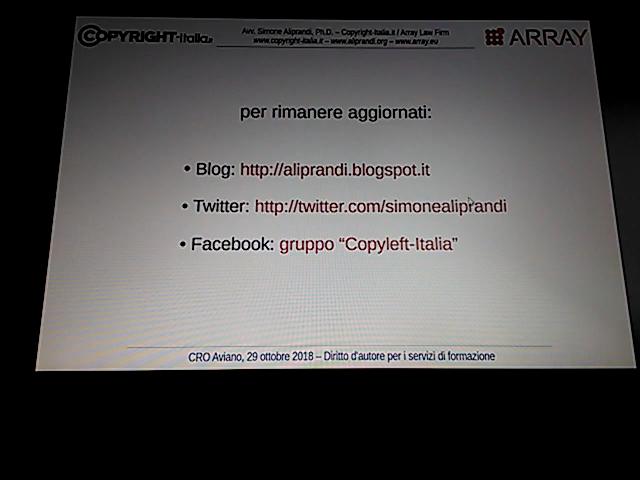 COPYRIGHT-italia.it
Avv. Simone Aliprandi, Ph.D. – Copyright-Italia.it / Array Law Firm
www.copyright-italia.it – www.aliprandi.org – www.array.eu
ARRAY
per rimanere aggiornati:
• Blog: http://aliprandi.blogspot.it
• Twitter: http://twitter.com/simonealiprandi
• Facebook: gruppo “Copyleft-Italia”
CRO Aviano, 29 ottobre 2018 – Diritto d'autore per i servizi di formazione